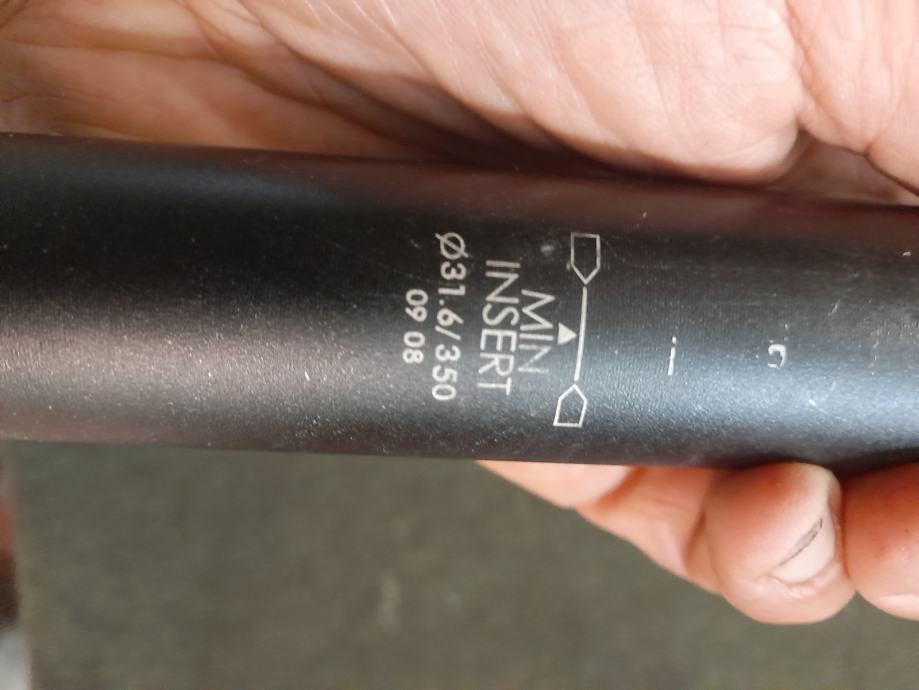 MIN
INSERT
Ø31.6/350
09 08